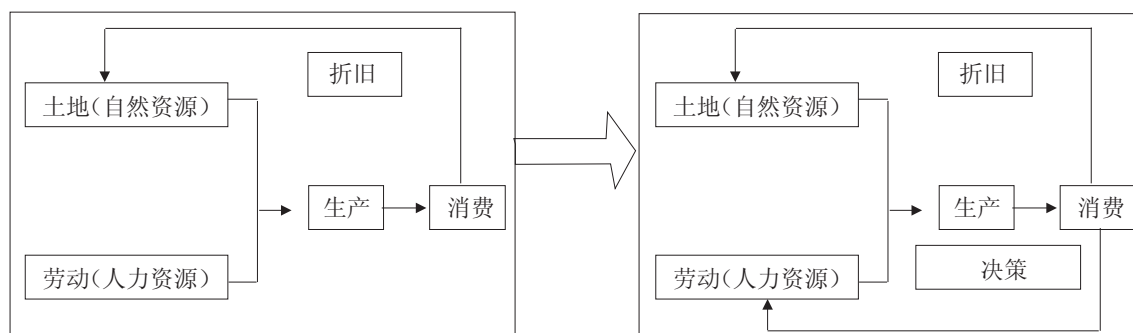 折旧
土地(自然资源)
生产
消费
劳动(人力资源)
折旧
土地(自然资源)
生产
消费
决策
劳动(人力资源)